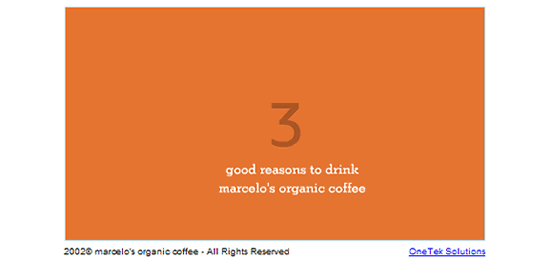 3
good reasons to drink
marcelo's organic coffee
2002© marcelo's organic coffee - All Rights Reserved
OneTek Solutions